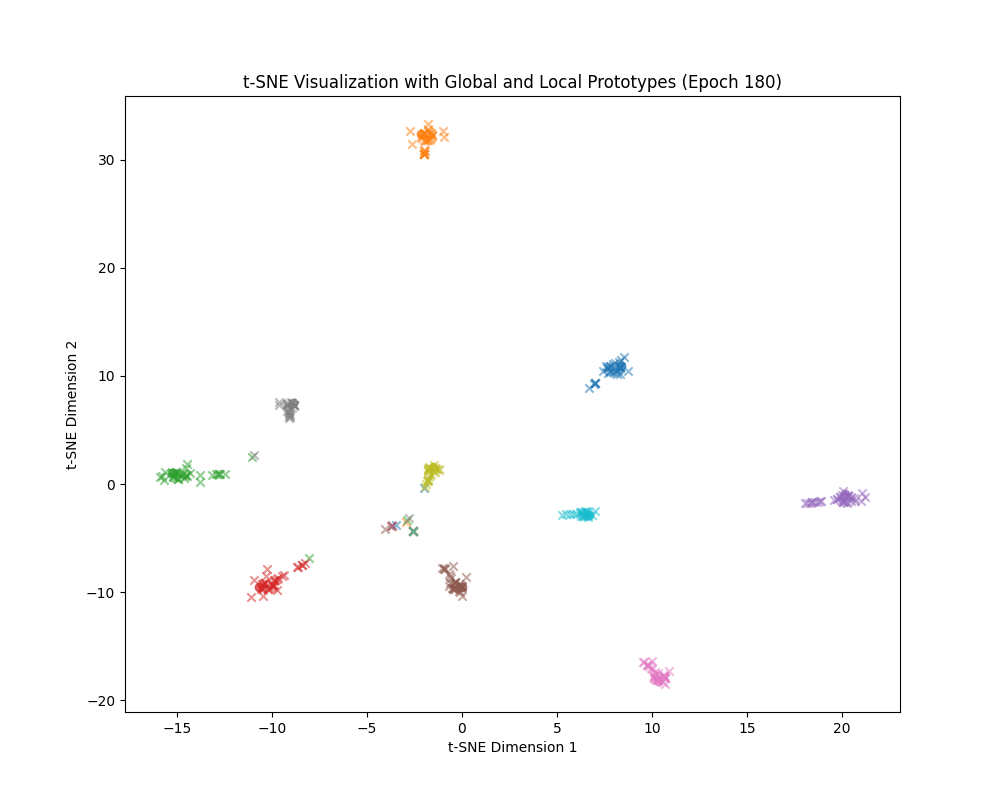 t-SNE Visualization with Global and Local Prototypes (Epoch 180)
30
20
10
0
−10
−20
t-SNE Dimension 2
−15 −10 −5 0 5 10 15 20
t-SNE Dimension 1